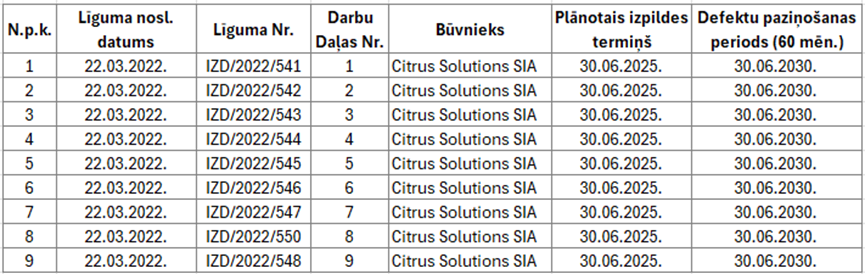 N.p.k. Līguma nosl. datums Līguma Nr. Darbu Daļas Nr. Būvnieks Plānotais izpildes termiņš Defektu paziņošanas periods (60 mēn.)
1 22.03.2022. IZD/2022/541 1 Citrus Solutions SIA 30.06.2025. 30.06.2030.
2 22.03.2022. IZD/2022/542 2 Citrus Solutions SIA 30.06.2025. 30.06.2030.
3 22.03.2022. IZD/2022/543 3 Citrus Solutions SIA 30.06.2025. 30.06.2030.
4 22.03.2022. IZD/2022/544 4 Citrus Solutions SIA 30.06.2025. 30.06.2030.
5 22.03.2022. IZD/2022/545 5 Citrus Solutions SIA 30.06.2025. 30.06.2030.
6 22.03.2022. IZD/2022/546 6 Citrus Solutions SIA 30.06.2025. 30.06.2030.
7 22.03.2022. IZD/2022/547 7 Citrus Solutions SIA 30.06.2025. 30.06.2030.
8 22.03.2022. IZD/2022/550 8 Citrus Solutions SIA 30.06.2025. 30.06.2030.
9 22.03.2022. IZD/2022/548 9 Citrus Solutions SIA 30.06.2025. 30.06.2030.